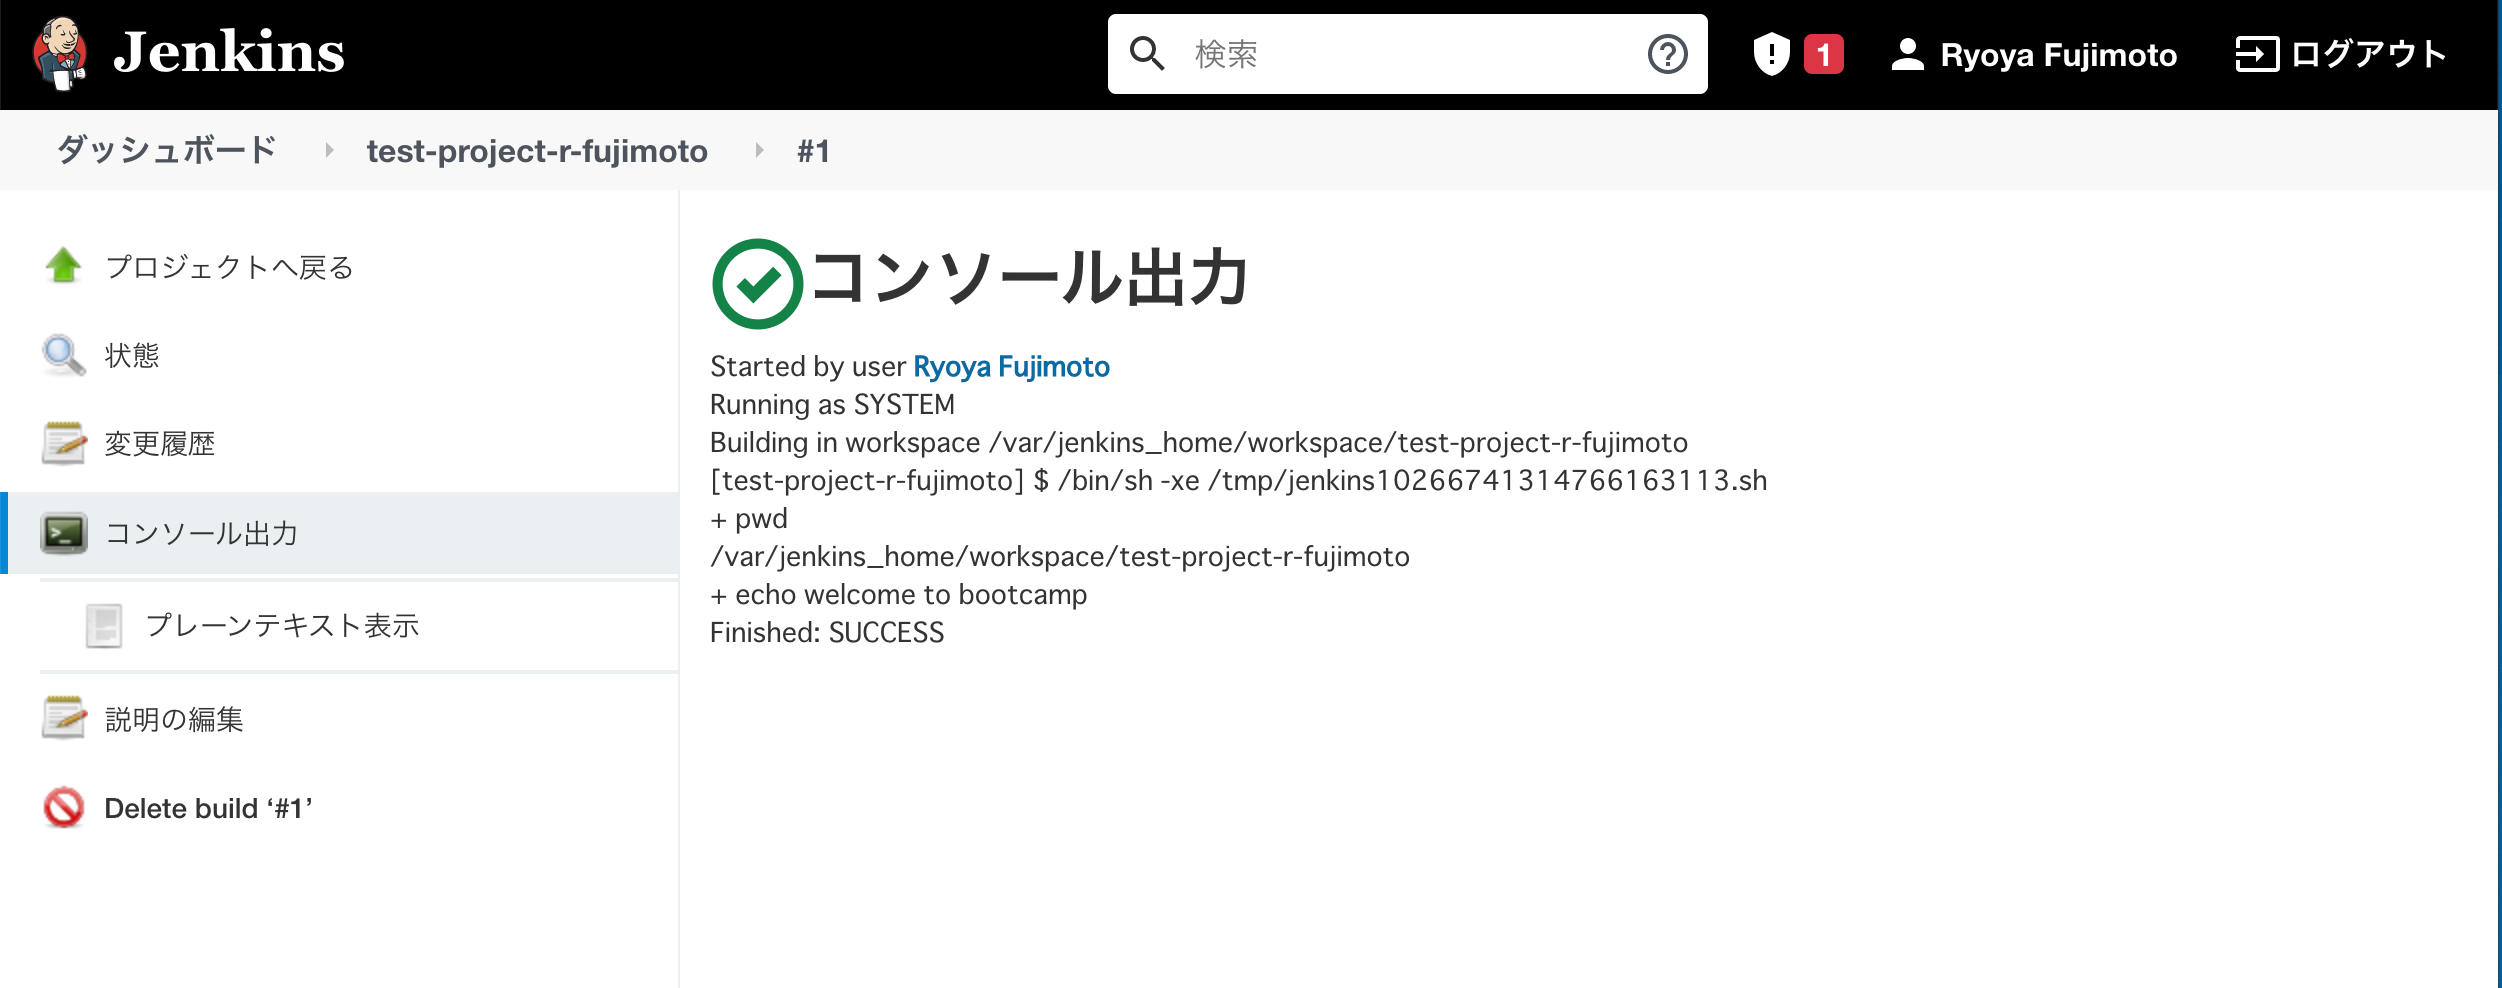 Jenkins
検索
1
Ryoya Fujimoto
ログアウト
ダッシュボード
test-project-r-fujimoto
#1
プロジェクトへ戻る
状態
変更履歴
コンソール出力
プレーンテキスト表示
説明の編集
Delete build ‘#1’
コンソール出力
Started by user Ryoya Fujimoto
Running as SYSTEM
Building in workspace /var/jenkins_home/workspace/test-project-r-fujimoto
[test-project-r-fujimoto] $ /bin/sh -xe /tmp/jenkins10266741314766163113.sh
+ pwd
/var/jenkins_home/workspace/test-project-r-fujimoto
+ echo welcome to bootcamp
Finished: SUCCESS